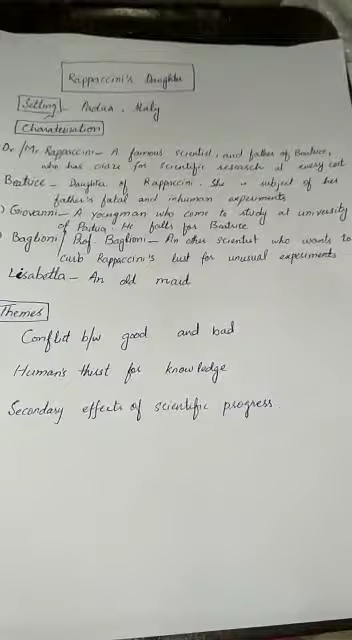 Rappaccini's Daughter
Setting - Padua, Italy
Charaterisation
Dr/Mr Rappaccini - A famous scientist, and father of Beatrice,
who has craze for scientific research at every cost
Beatrice - Daughter of Rappaccini. She is subject of her
father's fatal and inhuman experiments
) Giovanni - A youngman who come to study at university
of Padua. He falls for Beatrice
) Baglioni/ Prof. Baglioni - An other scientist who wants to
curb Rappaccini's lust for unusual experiments
Lisabetta - An old maid
Themes
Conflict b/w good and bad
Human's thust for knowledge
Secondary effects of scientific progress